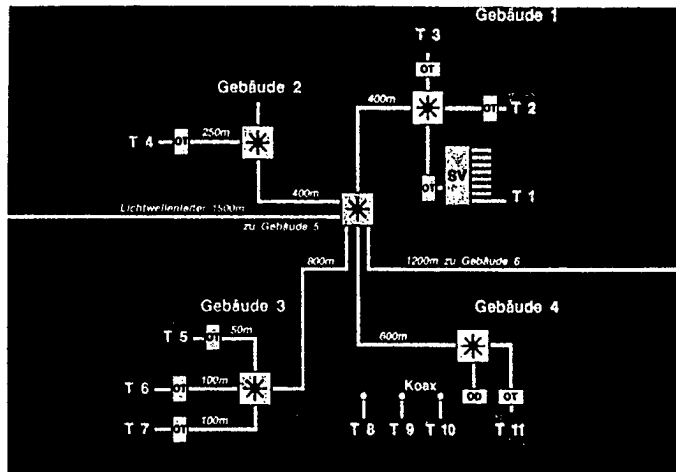 Gebäude 1
T 3
OT
Gebäude 2
400m
OT
T 2
T 4
OT
250m
OT
SV
400m
T 1
Lichtwellenleiter 1500m
zu Gebäude 5
800m
1200m zu Gebäude 6
Gebäude 3
Gebäude 4
T 5
OT
50m
600m
T 6
OT
100m
Koax
OD
OT
T 7
OT
100m
T 8
T 9
T 10
T 11